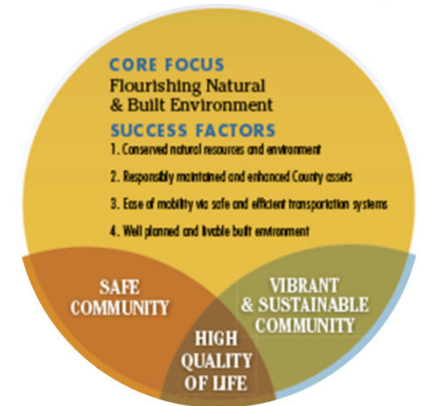 CORE FOCUS
Flourishing Natural
& Built Environment
SUCCESS FACTORS
1. Conserved natural resources and environment
2. Responsibly maintained and enhanced County assets
3. Ease of mobility via safe and efficient transportation systems
4. Well planned and livable built environment
SAFE
COMMUNITY
VIBRANT
& SUSTAINABLE
COMMUNITY
HIGH
QUALITY
OF LIFE